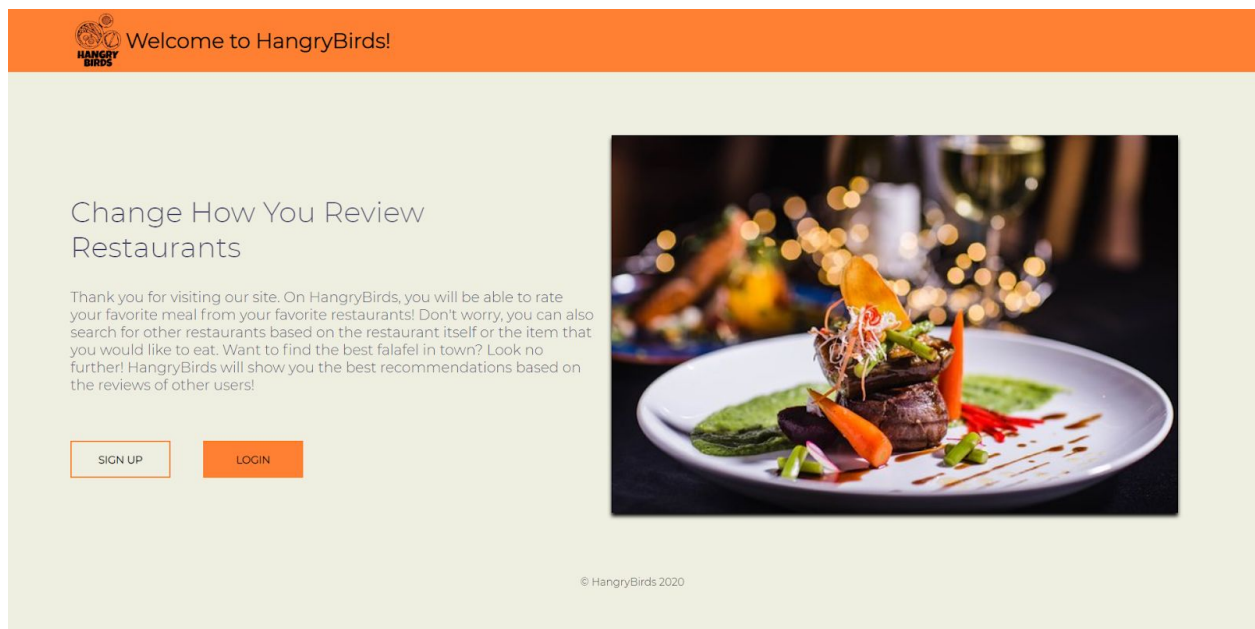 HANGRY
BIRDS
Welcome to HangryBirds!
Change How You Review
Restaurants
Thank you for visiting our site. On HangryBirds, you will be able to rate
your favorite meal from your favorite restaurants! Don't worry, you can also
search for other restaurants based on the restaurant itself or the item that
you would like to eat. Want to find the best falafel in town? Look no
further! HangryBirds will show you the best recommendations based on
the reviews of other users!
SIGN UP
LOGIN
© HangryBirds 2020